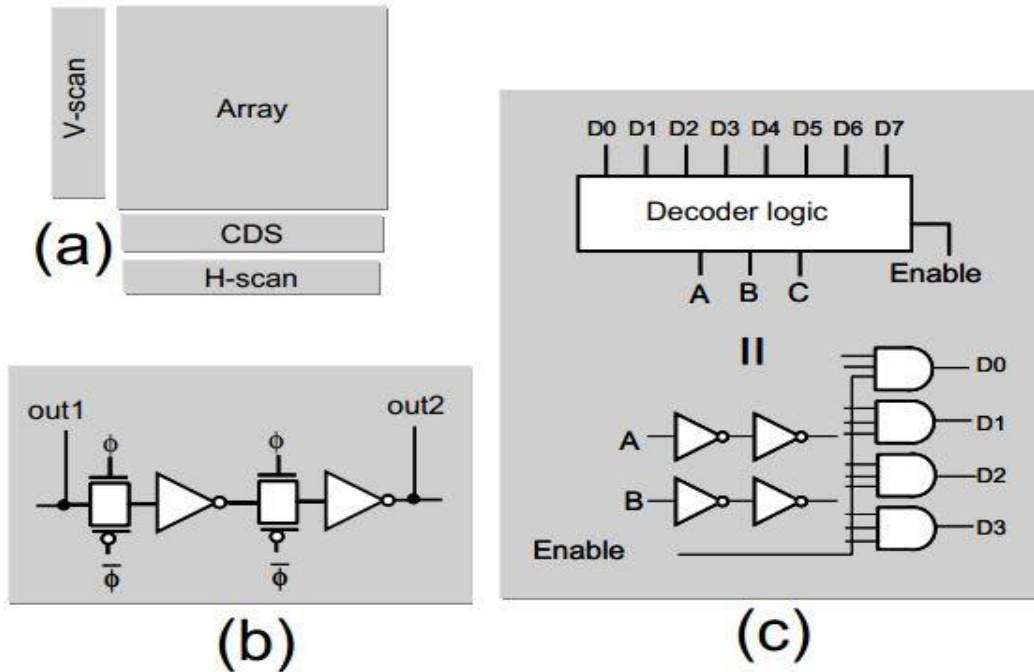 V-scan
Array
CDS
H-scan
(a)
out1
out2
ϕ
ϕ
ϕ̅
ϕ̅
(b)
D0 D1 D2 D3 D4 D5 D6 D7
Decoder logic
Enable
A B C
=
A
B
Enable
D0
D1
D2
D3
(c)